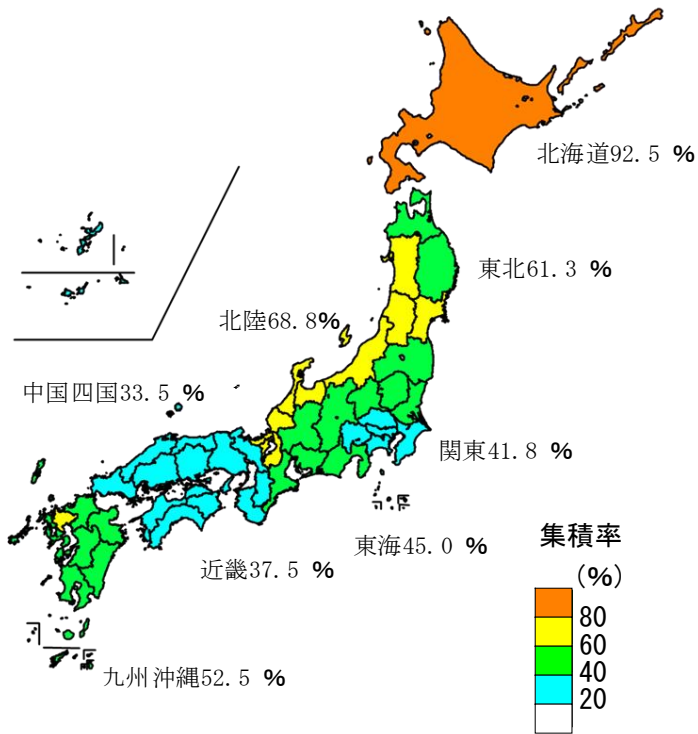 北海道92.5 %
東北61.3 %
北陸68.8%
中国四国33.5 %
関東41.8 %
東海45.0 %
近畿37.5 %
九州沖縄52.5 %
集積率
(%)
80
60
40
20